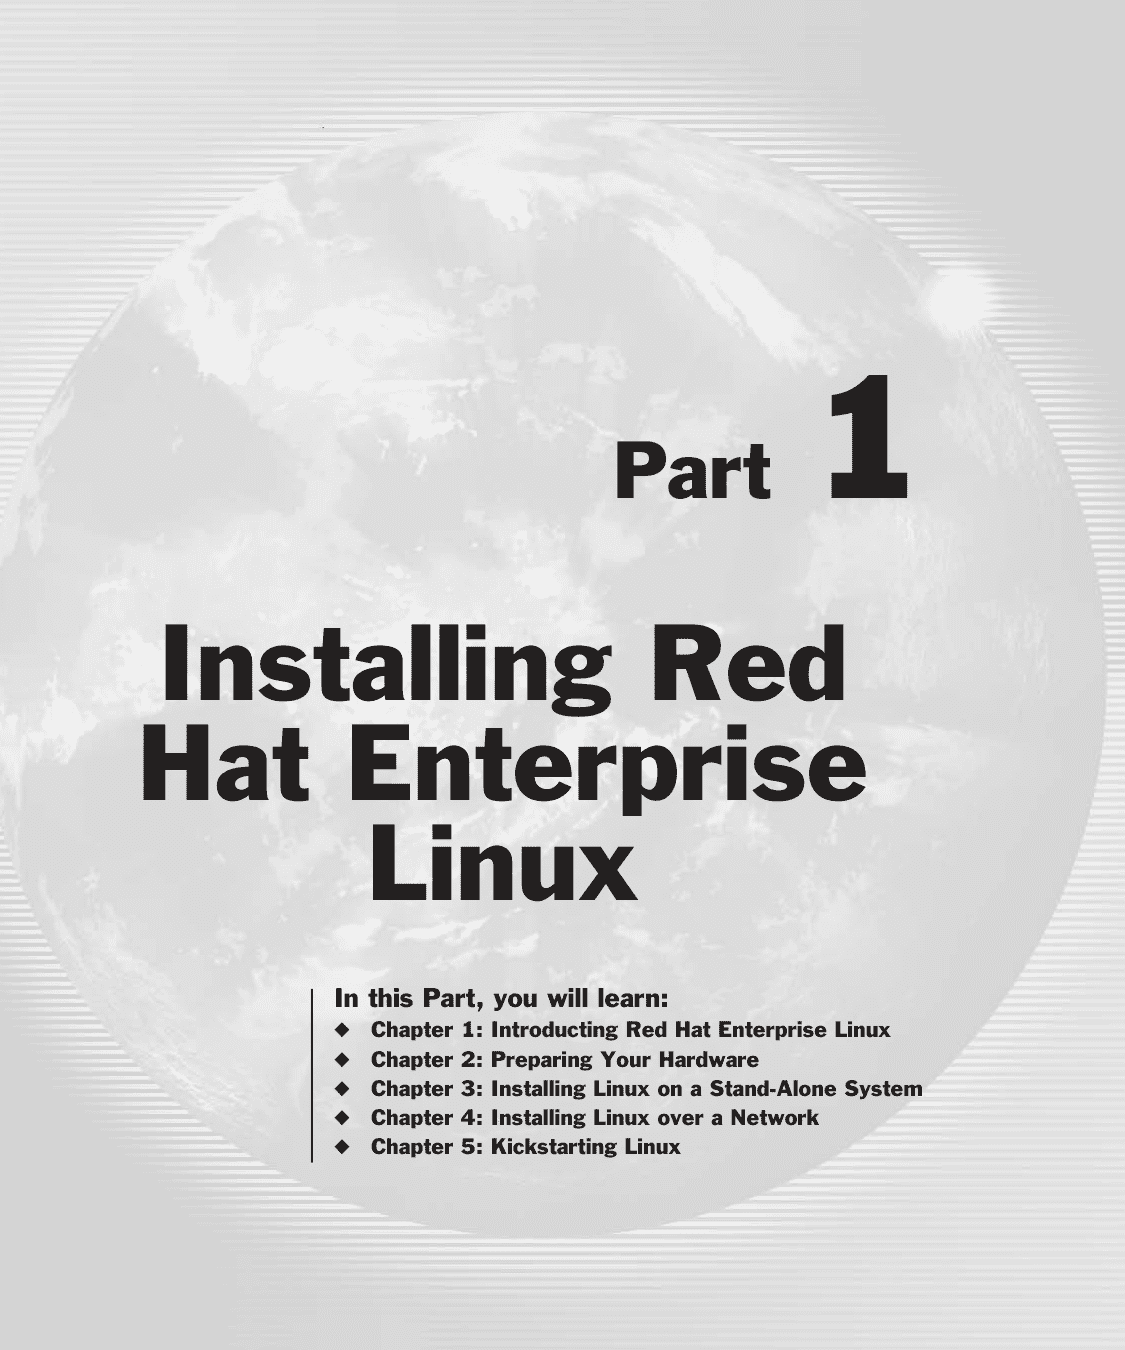 Part 1
Installing Red
Hat Enterprise
Linux
In this Part, you will learn:
◆ Chapter 1: Introducting Red Hat Enterprise Linux
◆ Chapter 2: Preparing Your Hardware
◆ Chapter 3: Installing Linux on a Stand-Alone System
◆ Chapter 4: Installing Linux over a Network
◆ Chapter 5: Kickstarting Linux